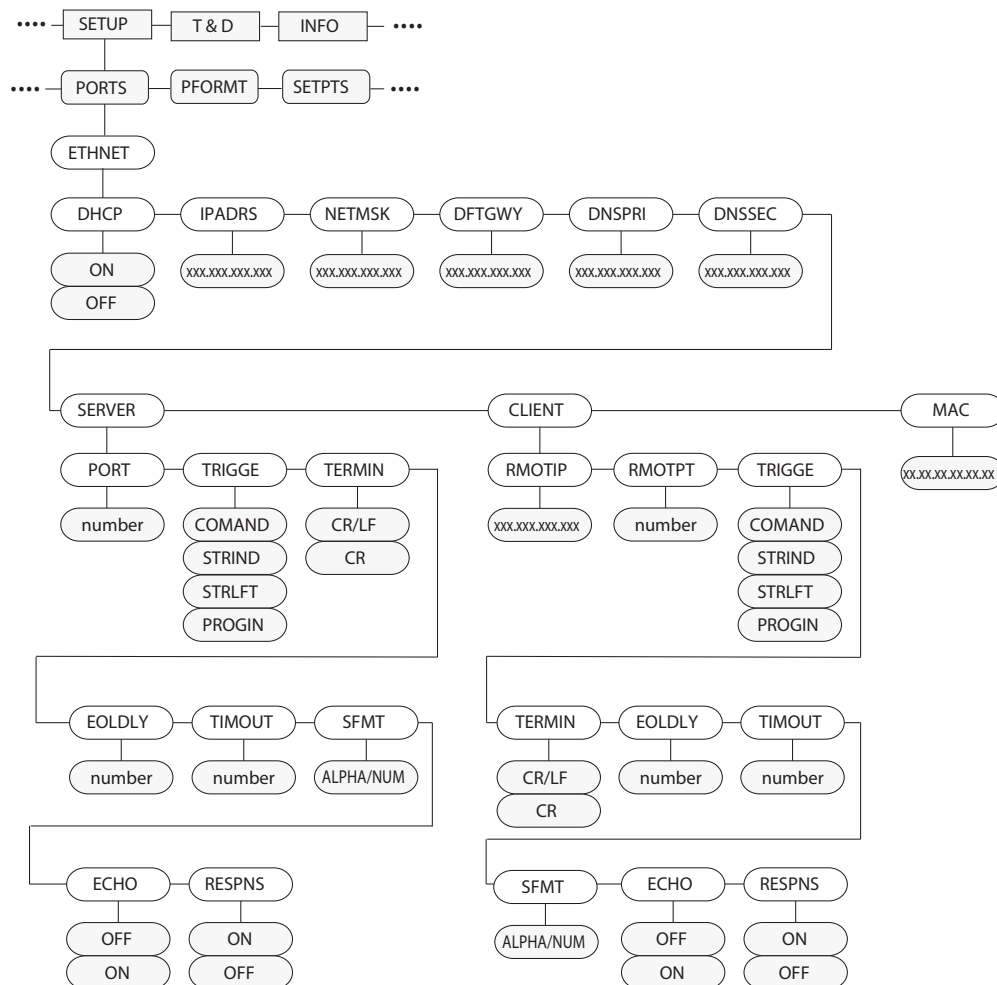 •••• SETUP T & D INFO ••••
•••• PORTS PFORMT SETPTS ••••
ETHNET
DHCP IPADRS NETMSK DFTGWY DNSPRI DNSSEC
ON xxx.xxx.xxx.xxx xxx.xxx.xxx.xxx xxx.xxx.xxx.xxx xxx.xxx.xxx.xxx xxx.xxx.xxx.xxx
OFF
SERVER CLIENT MAC
PORT TRIGGE TERMIN RMOTIP RMOTPT TRIGGE xx.xx.xx.xx.xx.xx
number COMAND CR/LF xxx.xxx.xxx.xxx number COMAND
STRIND CR STRIND
STRLFT STRLFT
PROGIN PROGIN
EOLDLY TIMOUT SFMT TERMIN EOLDLY TIMOUT
number number ALPHA/NUM CR/LF number number
CR
ECHO RESPNS SFMT ECHO RESPNS
OFF ON ALPHA/NUM OFF ON
ON OFF ON OFF